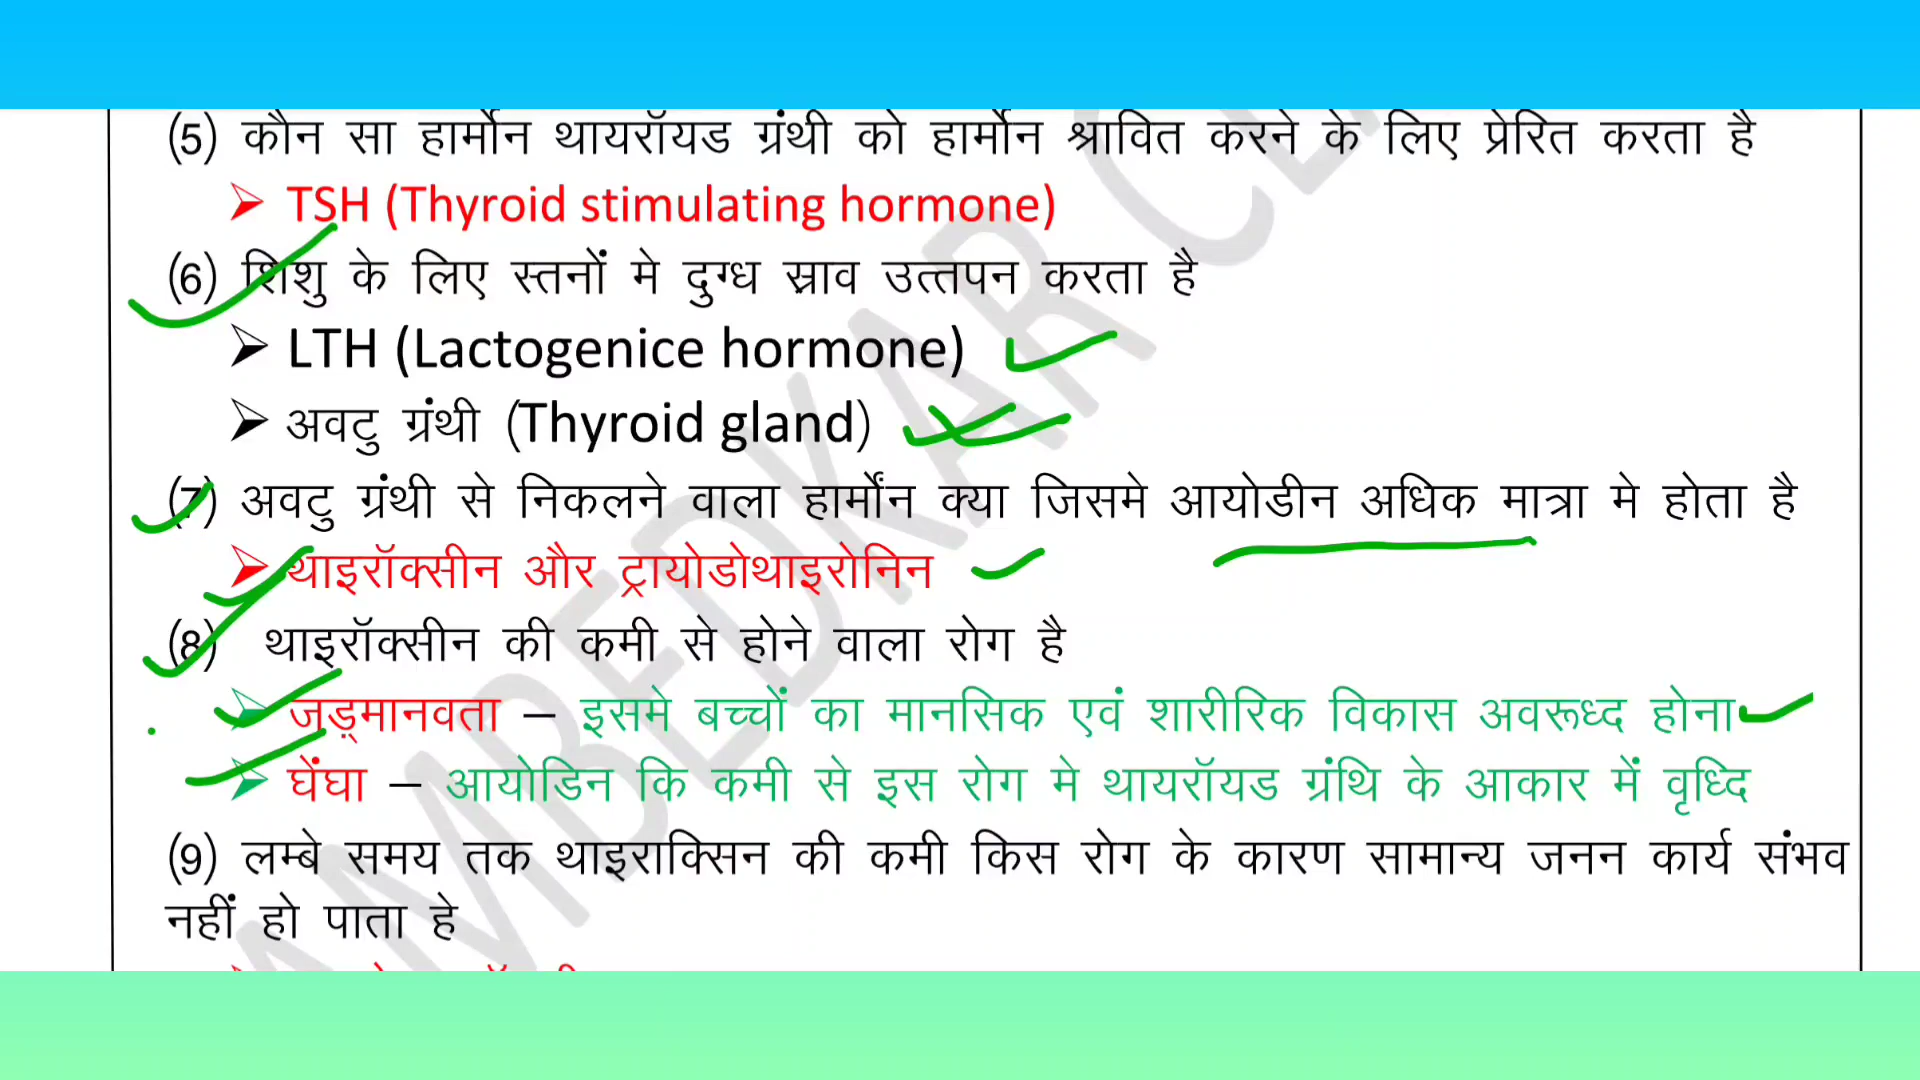 (5) कौन सा हार्मोन थायरॉयड ग्रंथी को हार्मोन श्रावित करने के लिए प्रेरित करता है
➢ TSH (Thyroid stimulating hormone)
(6) शिशु के लिए स्तनों मे दुग्ध स्राव उत्तपन करता है
➢ LTH (Lactogenice hormone)
➢ अवटु ग्रंथी (Thyroid gland)
(7) अवटु ग्रंथी से निकलने वाला हार्मोंन क्या जिसमे आयोडीन अधिक मात्रा मे होता है
➢ थाइरॉक्सीन और ट्रायोडोथाइरोनिन
(8) थाइरॉक्सीन की कमी से होने वाला रोग है
➢ जड़्मानवता – इसमे बच्चों का मानसिक एवं शारीरिक विकास अवरूध्द होना
➢ घेंघा – आयोडिन कि कमी से इस रोग मे थायरॉयड ग्रंथि के आकार में वृध्दि
(9) लम्बे समय तक थाइराक्सिन की कमी किस रोग के कारण सामान्य जनन कार्य संभव
नहीं हो पाता हे